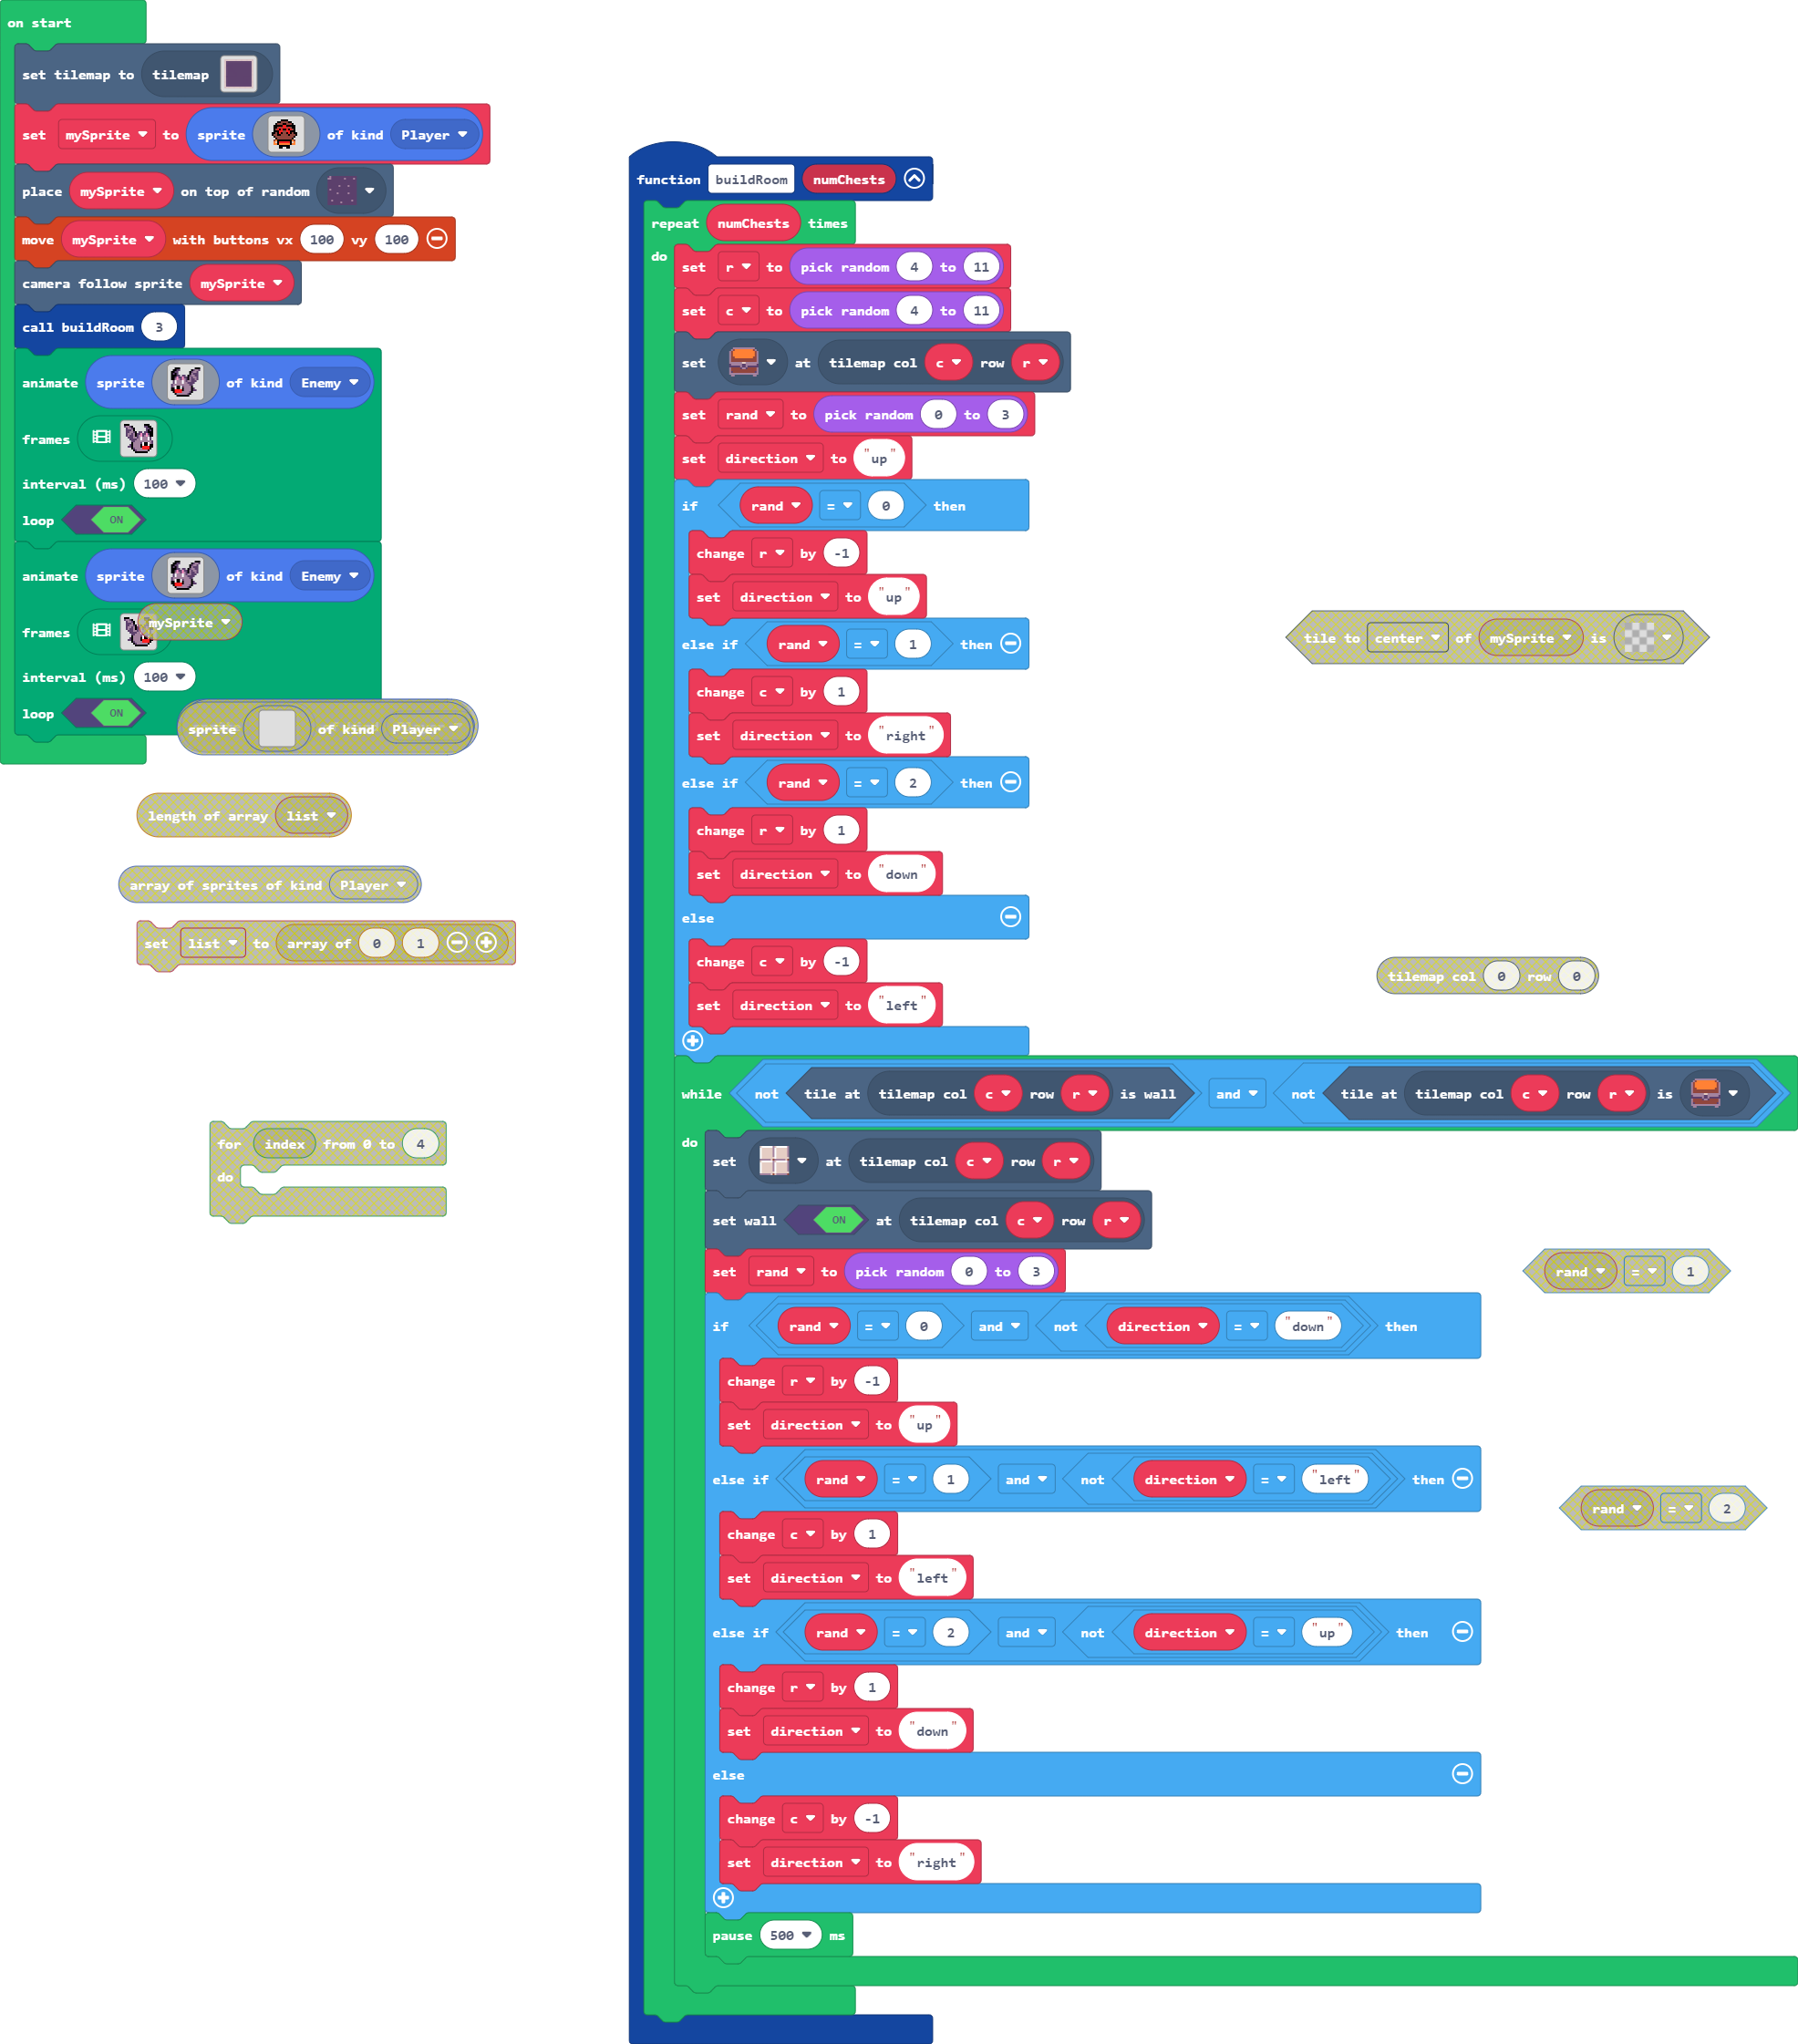 on start
set tilemap to tilemap
set mySprite to sprite of kind Player
place mySprite on top of random
move mySprite with buttons vx 100 vy 100
camera follow sprite mySprite
call buildRoom 3
animate sprite of kind Enemy
frames
interval (ms) 100
loop ON
animate sprite of kind Enemy
frames
mySprite
interval (ms) 100
loop ON
sprite of kind Player
length of array list
array of sprites of kind Player
set list to array of 0 1
for index from 0 to 4
do
function buildRoom numChests
repeat numChests times
do
set r to pick random 4 to 11
set c to pick random 4 to 11
set at tilemap col c row r
set rand to pick random 0 to 3
set direction to "up"
if rand = 0 then
change r by -1
set direction to "up"
else if rand = 1 then
change c by 1
set direction to "right"
else if rand = 2 then
change r by 1
set direction to "down"
else
change c by -1
set direction to "left"
while not tile at tilemap col c row r is wall and not tile at tilemap col c row r is
do
set at tilemap col c row r
set wall ON at tilemap col c row r
set rand to pick random 0 to 3
if rand = 0 and not direction = "down" then
change r by -1
set direction to "up"
else if rand = 1 and not direction = "left" then
change c by 1
set direction to "left"
else if rand = 2 and not direction = "up" then
change r by 1
set direction to "down"
else
change c by -1
set direction to "right"
pause 500 ms
tile to center of mySprite is
tilemap col 0 row 0
rand = 1
rand = 2